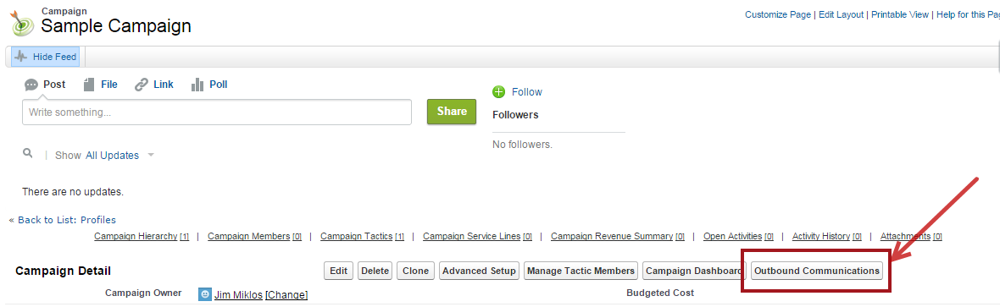 Campaign
Sample Campaign
Customize Page | Edit Layout | Printable View | Help for this Pag
Hide Feed
Post File Link Poll
Write something...
Share
Follow
Followers
No followers.
Show All Updates
There are no updates.
« Back to List: Profiles
Campaign Hierarchy [1] | Campaign Members [0] | Campaign Tactics [1] | Campaign Service Lines [0] | Campaign Revenue Summary [0] | Open Activities [0] | Activity History [0] | Attachments [0]
Campaign Detail
Edit Delete Clone Advanced Setup Manage Tactic Members Campaign Dashboard Outbound Communications
Campaign Owner Jim Miklos [Change] Budgeted Cost